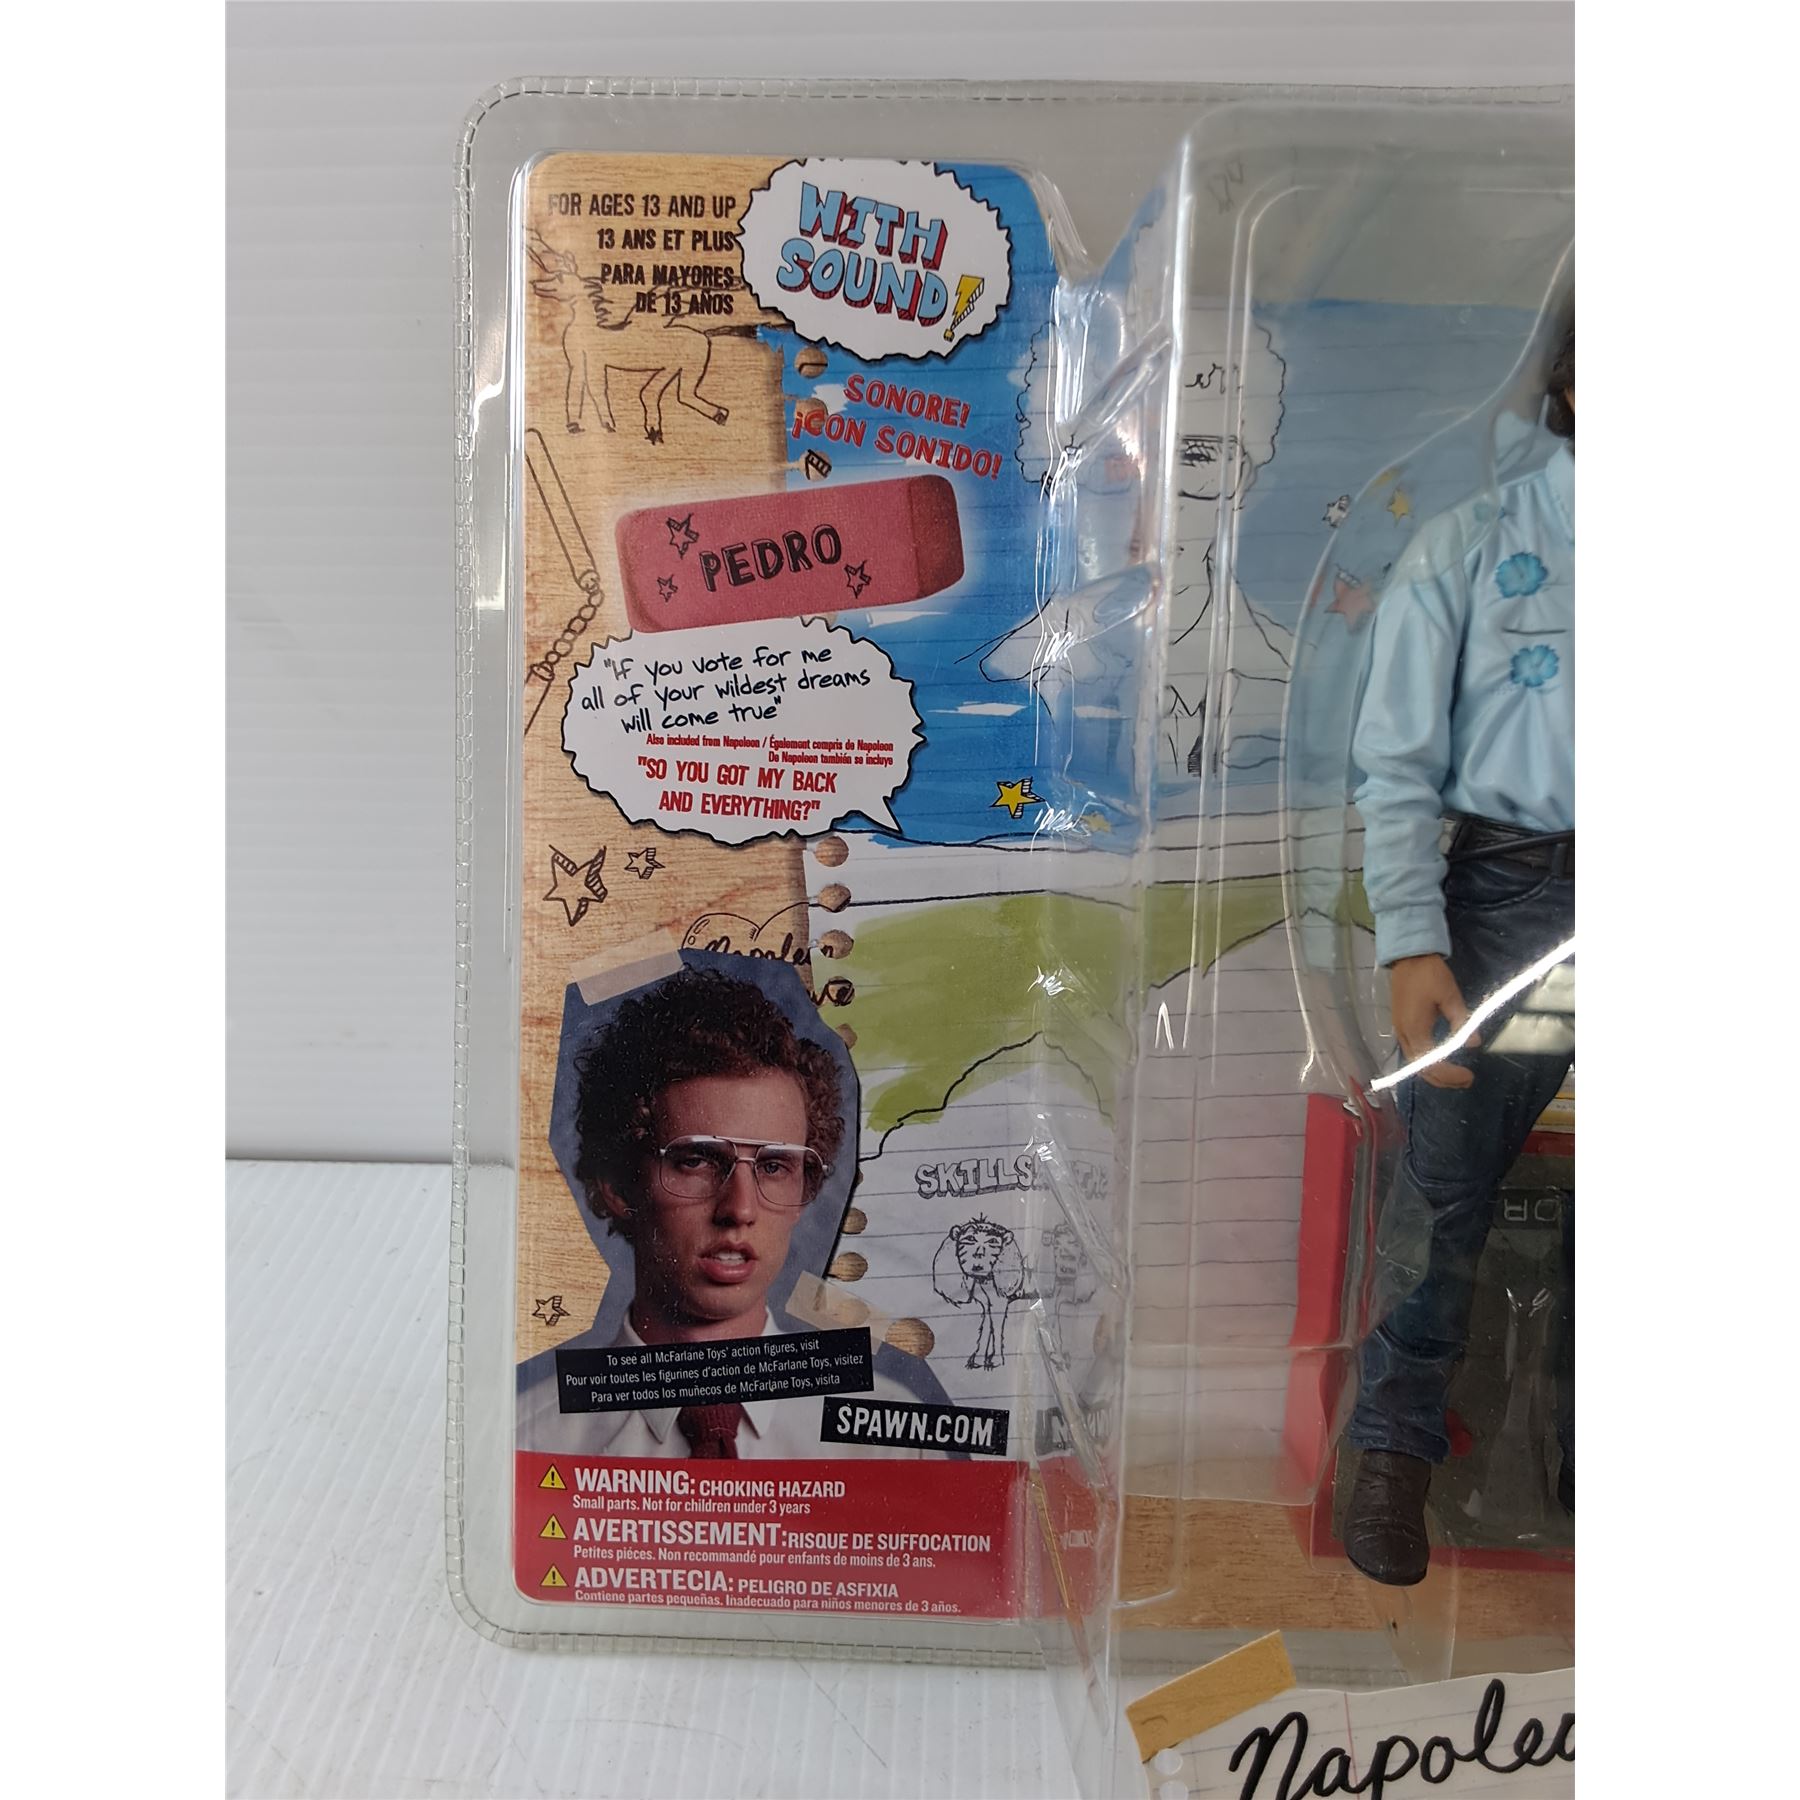 FOR AGES 13 AND UP
13 ANS ET PLUS
PARA MAYORES
DE 13 AÑOS
WITH
SOUND!
SONORE!
¡CON SONIDO!
PEDRO
"If you vote for me
all of your wildest dreams
will come true"
Also included from Napoleon / Également compris de Napoleon
De Napoleon también se incluye
"SO YOU GOT MY BACK
AND EVERYTHING?"
Napoleon
SKILLS
To see all McFarlane Toys' action figures, visit
Pour voir toutes les figurines d'action de McFarlane Toys, visitez
Para ver todos los muñecos de McFarlane Toys, visita
SPAWN.COM
WARNING: CHOKING HAZARD
Small parts. Not for children under 3 years
AVERTISSEMENT: RISQUE DE SUFFOCATION
Petites pièces. Non recommandé pour enfants de moins de 3 ans.
ADVERTECIA: PELIGRO DE ASFIXIA
Contiene partes pequeñas. Inadecuado para niños menores de 3 años.
Napoleo